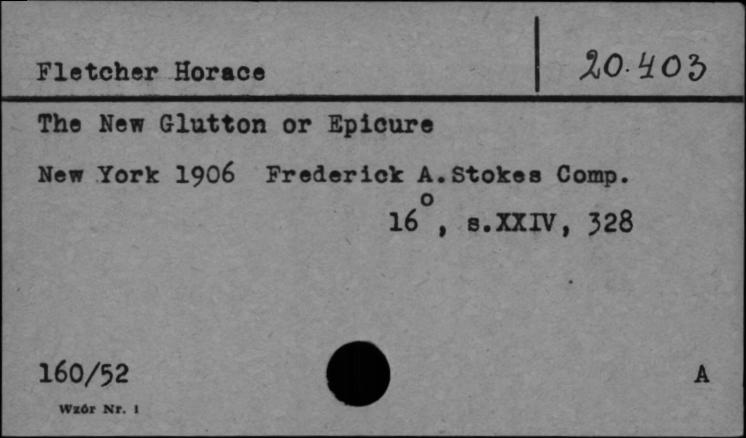 Fletcher Horace 20.403
The New Glutton or Epicure
New York 1906 Frederick A.Stokes Comp.
16°, s.XXIV, 328
160/52 A
Wzór Nr. 1